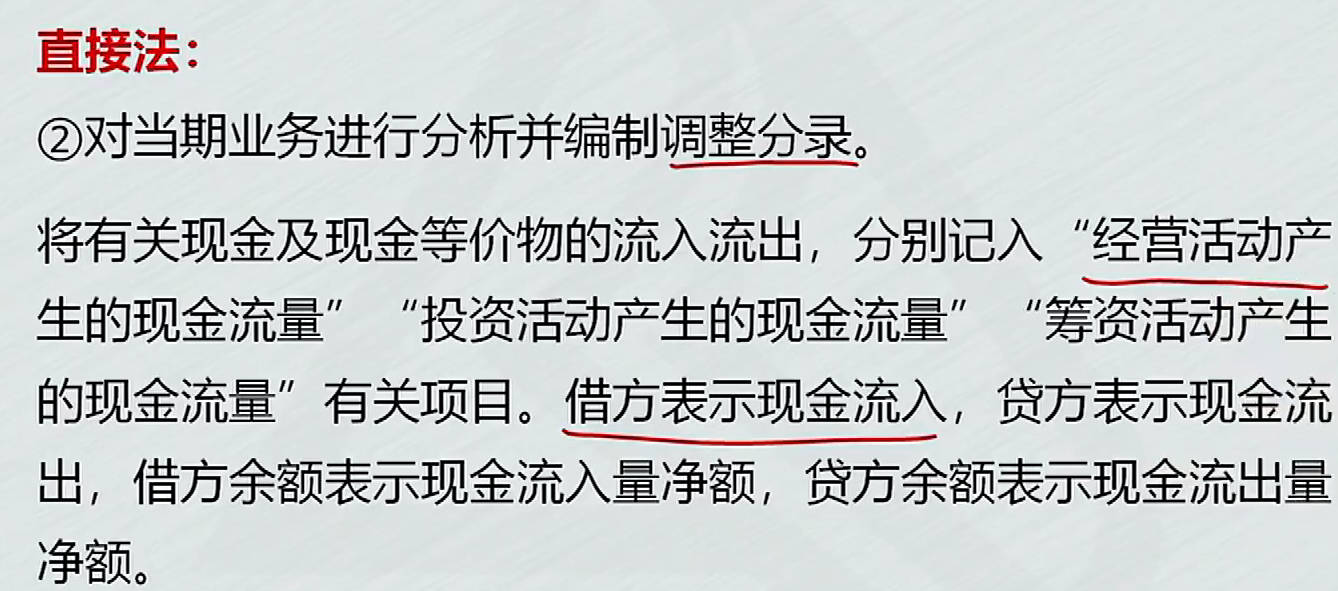 直接法：
②对当期业务进行分析并编制调整分录。
将有关现金及现金等价物的流入流出，分别记入“经营活动产
生的现金流量”“投资活动产生的现金流量”“筹资活动产生
的现金流量”有关项目。借方表示现金流入，贷方表示现金流
出，借方余额表示现金流入量净额，贷方余额表示现金流出量
净额。